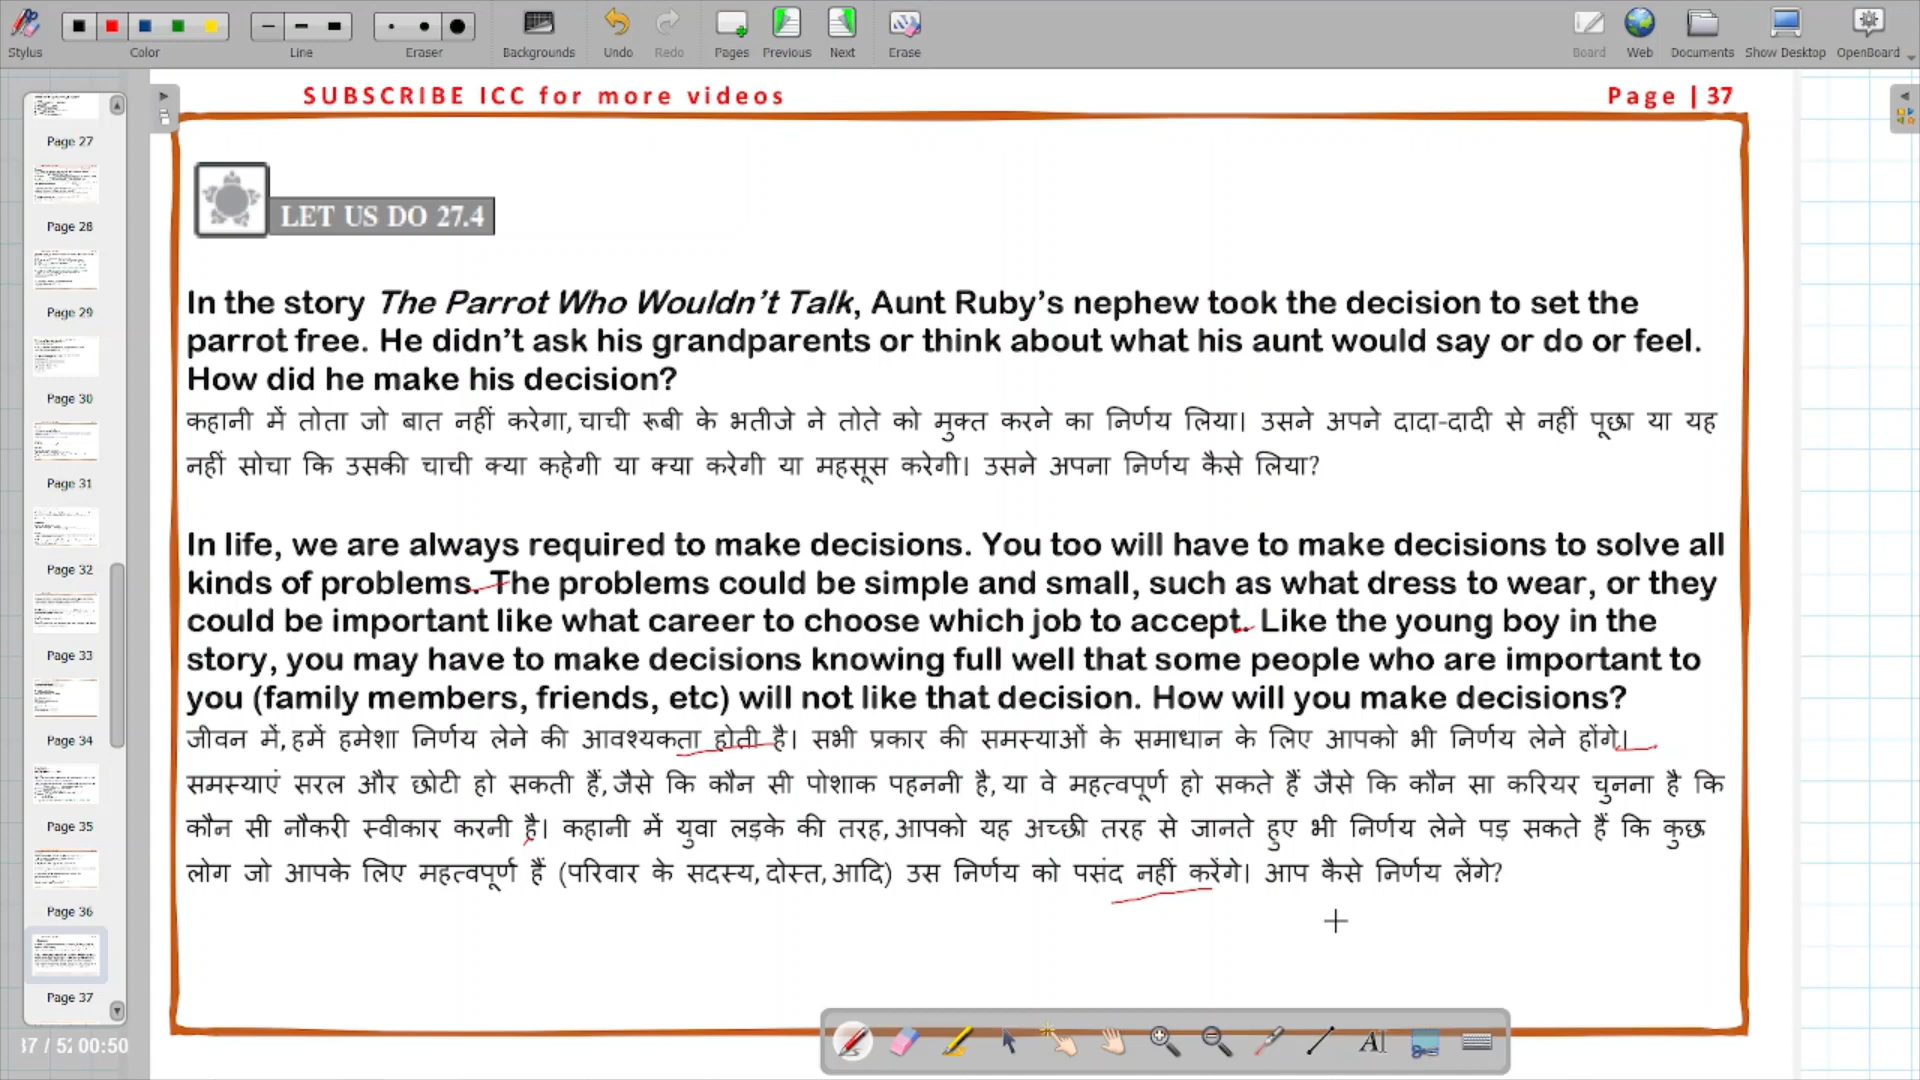 Stylus
Color
Line
Eraser
Backgrounds
Undo
Redo
Pages
Previous
Next
Erase
Board
Web
Documents
Show Desktop
OpenBoard
SUBSCRIBE ICC for more videos
Page | 37
LET US DO 27.4
In the story The Parrot Who Wouldn't Talk, Aunt Ruby's nephew took the decision to set the
parrot free. He didn't ask his grandparents or think about what his aunt would say or do or feel.
How did he make his decision?
कहानी में तोता जो बात नहीं करेगा, चाची रूबी के भतीजे ने तोते को मुक्त करने का निर्णय लिया। उसने अपने दादा-दादी से नहीं पूछा या यह
नहीं सोचा कि उसकी चाची क्या कहेगी या क्या करेगी या महसूस करेगी। उसने अपना निर्णय कैसे लिया?
In life, we are always required to make decisions. You too will have to make decisions to solve all
kinds of problems. The problems could be simple and small, such as what dress to wear, or they
could be important like what career to choose which job to accept. Like the young boy in the
story, you may have to make decisions knowing full well that some people who are important to
you (family members, friends, etc) will not like that decision. How will you make decisions?
जीवन में, हमें हमेशा निर्णय लेने की आवश्यकता होती है। सभी प्रकार की समस्याओं के समाधान के लिए आपको भी निर्णय लेने होंगे।
समस्याएं सरल और छोटी हो सकती हैं, जैसे कि कौन सी पोशाक पहननी है, या वे महत्वपूर्ण हो सकते हैं जैसे कि कौन सा करियर चुनना है कि
कौन सी नौकरी स्वीकार करनी है। कहानी में युवा लड़के की तरह, आपको यह अच्छी तरह से जानते हुए भी निर्णय लेने पड़ सकते हैं कि कुछ
लोग जो आपके लिए महत्वपूर्ण हैं (परिवार के सदस्य, दोस्त, आदि) उस निर्णय को पसंद नहीं करेंगे। आप कैसे निर्णय लेंगे?
Page 27
Page 28
Page 29
Page 30
Page 31
Page 32
Page 33
Page 34
Page 35
Page 36
Page 37
00:50